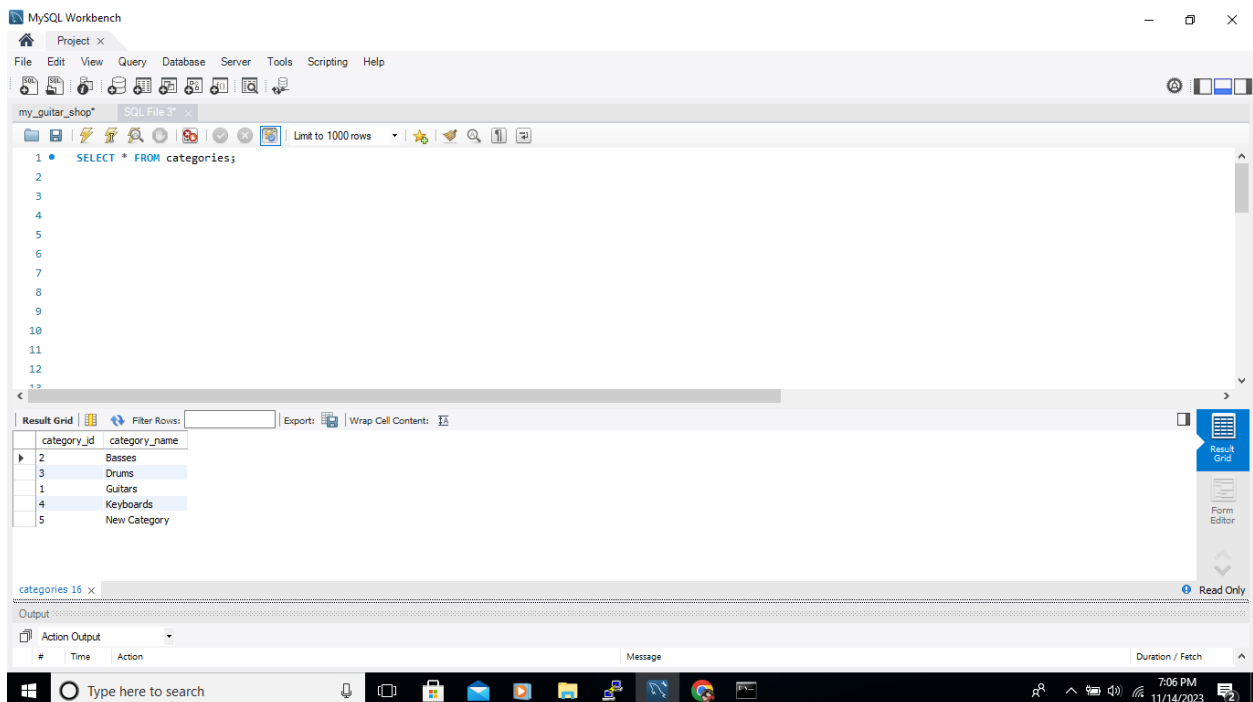 MySQL Workbench
Project
File Edit View Query Database Server Tools Scripting Help
my_guitar_shop* SQL File 3*
Limit to 1000 rows
1 SELECT * FROM categories;
2
3
4
5
6
7
8
9
10
11
12
13
Result Grid Filter Rows: Export: Wrap Cell Content:
category_id category_name
2 Basses
3 Drums
1 Guitars
4 Keyboards
5 New Category
Result
Grid
Form
Editor
categories 16 Read Only
Output
Action Output
# Time Action Message Duration / Fetch
Type here to search
7:06 PM
11/14/2023
2